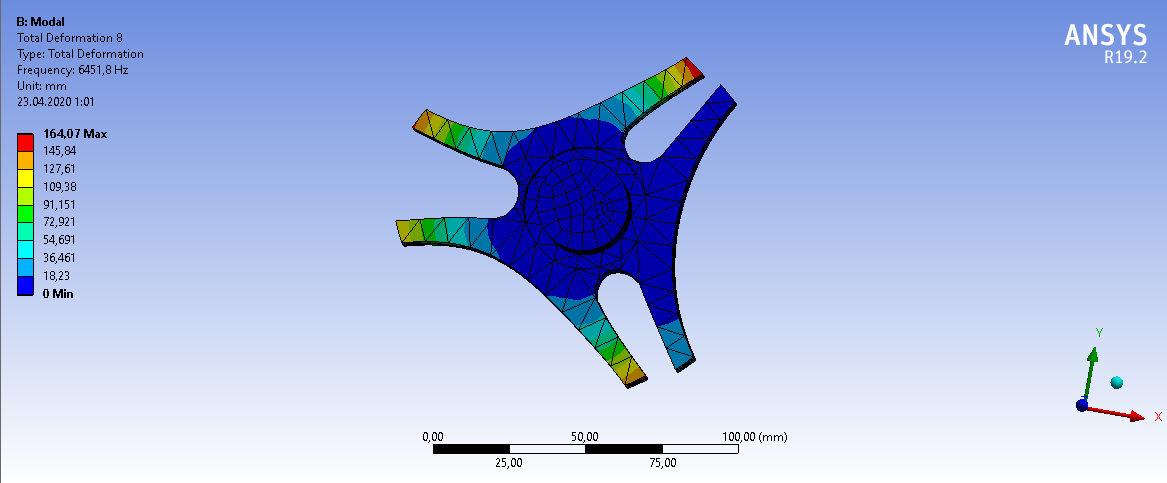 B: Modal
Total Deformation 8
Type: Total Deformation
Frequency: 6451,8 Hz
Unit: mm
23.04.2020 1:01
164,07 Max
145,84
127,61
109,38
91,151
72,921
54,691
36,461
18,23
0 Min
ANSYS
R19.2
0,00 50,00 100,00 (mm)
25,00 75,00
Y
X